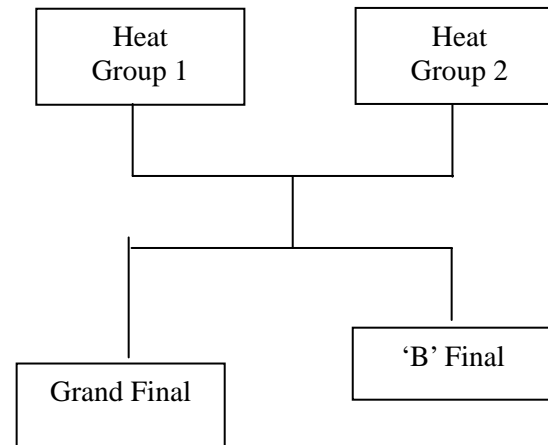 Heat
Group 1
Heat
Group 2
‘B’ Final
Grand Final